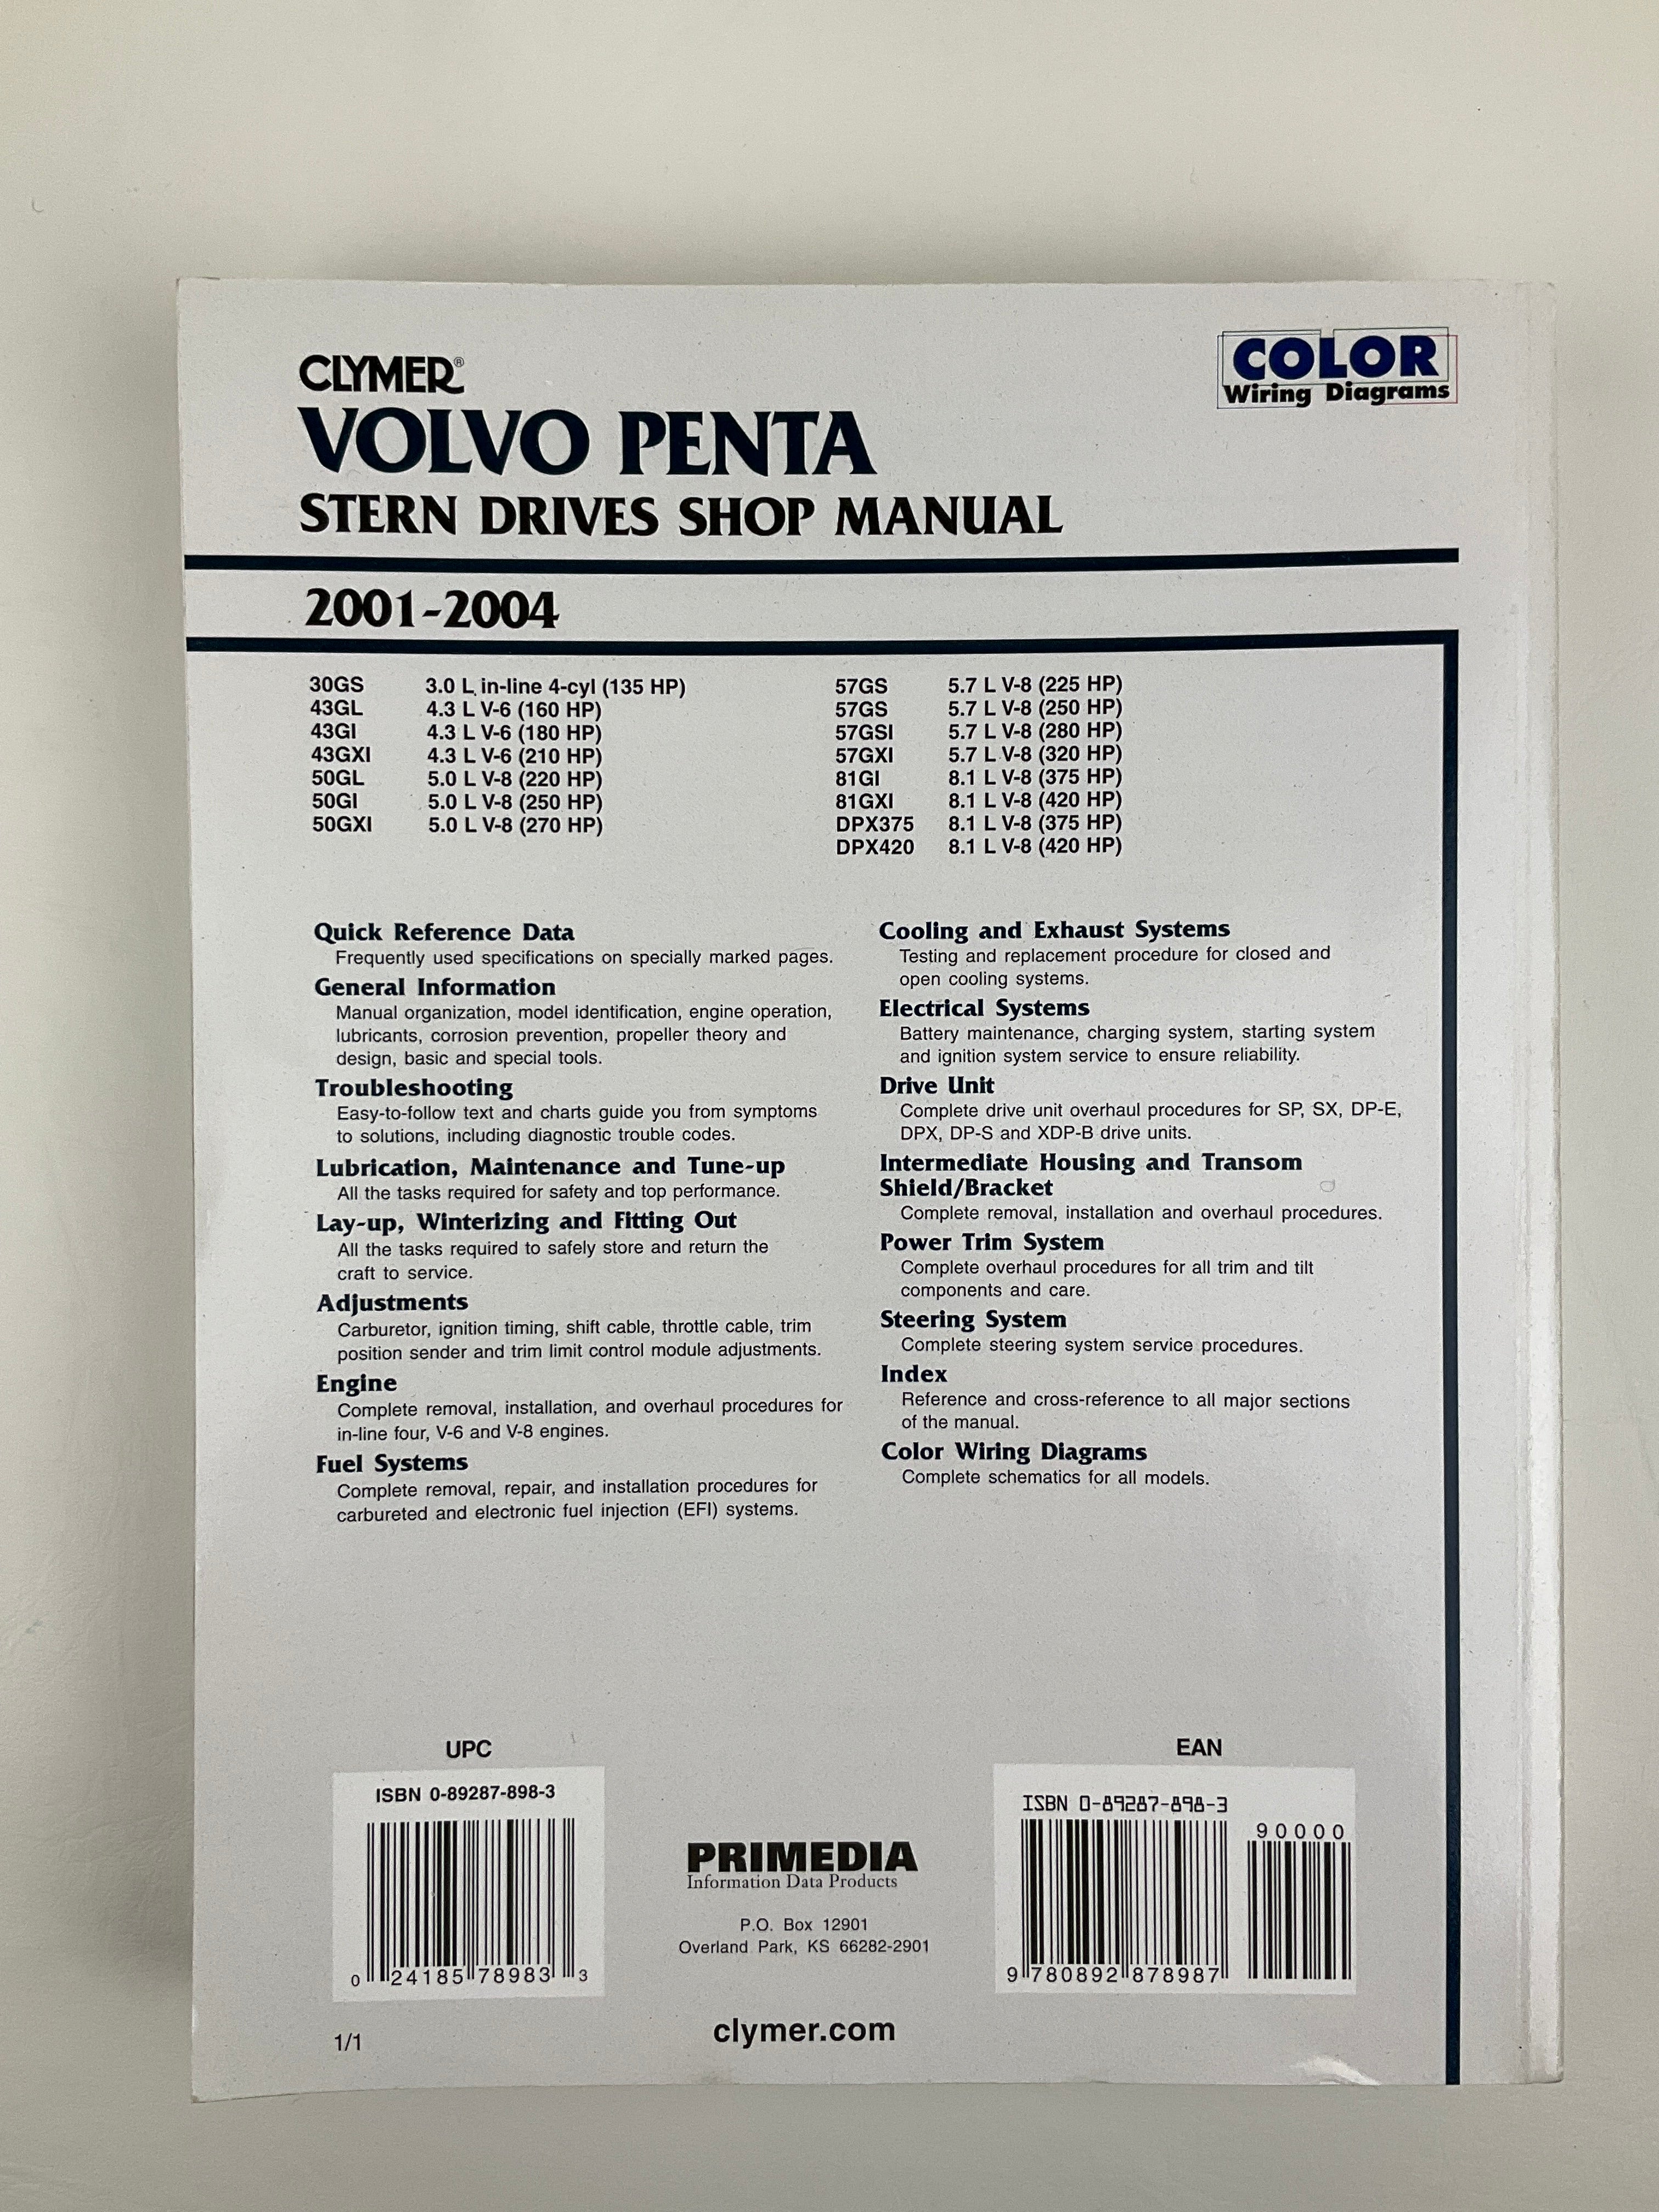 CLYMER®
VOLVO PENTA
STERN DRIVES SHOP MANUAL
COLOR
Wiring Diagrams
2001-2004
30GS 3.0 L in-line 4-cyl (135 HP)
43GL 4.3 L V-6 (160 HP)
43GI 4.3 L V-6 (180 HP)
43GXI 4.3 L V-6 (210 HP)
50GL 5.0 L V-8 (220 HP)
50GI 5.0 L V-8 (250 HP)
50GXI 5.0 L V-8 (270 HP)
57GS 5.7 L V-8 (225 HP)
57GS 5.7 L V-8 (250 HP)
57GSI 5.7 L V-8 (280 HP)
57GXI 5.7 L V-8 (320 HP)
81GI 8.1 L V-8 (375 HP)
81GXI 8.1 L V-8 (420 HP)
DPX375 8.1 L V-8 (375 HP)
DPX420 8.1 L V-8 (420 HP)
Quick Reference Data
Frequently used specifications on specially marked pages.
General Information
Manual organization, model identification, engine operation,
lubricants, corrosion prevention, propeller theory and
design, basic and special tools.
Troubleshooting
Easy-to-follow text and charts guide you from symptoms
to solutions, including diagnostic trouble codes.
Lubrication, Maintenance and Tune-up
All the tasks required for safety and top performance.
Lay-up, Winterizing and Fitting Out
All the tasks required to safely store and return the
craft to service.
Adjustments
Carburetor, ignition timing, shift cable, throttle cable, trim
position sender and trim limit control module adjustments.
Engine
Complete removal, installation, and overhaul procedures for
in-line four, V-6 and V-8 engines.
Fuel Systems
Complete removal, repair, and installation procedures for
carbureted and electronic fuel injection (EFI) systems.
Cooling and Exhaust Systems
Testing and replacement procedure for closed and
open cooling systems.
Electrical Systems
Battery maintenance, charging system, starting system
and ignition system service to ensure reliability.
Drive Unit
Complete drive unit overhaul procedures for SP, SX, DP-E,
DPX, DP-S and XDP-B drive units.
Intermediate Housing and Transom
Shield/Bracket
Complete removal, installation and overhaul procedures.
Power Trim System
Complete overhaul procedures for all trim and tilt
components and care.
Steering System
Complete steering system service procedures.
Index
Reference and cross-reference to all major sections
of the manual.
Color Wiring Diagrams
Complete schematics for all models.
UPC
ISBN 0-89287-898-3
0 24185 78983 3
PRIMEDIA
Information Data Products
P.O. Box 12901
Overland Park, KS 66282-2901
EAN
ISBN 0-89287-898-3
90000
9 780892 878987
1/1
clymer.com